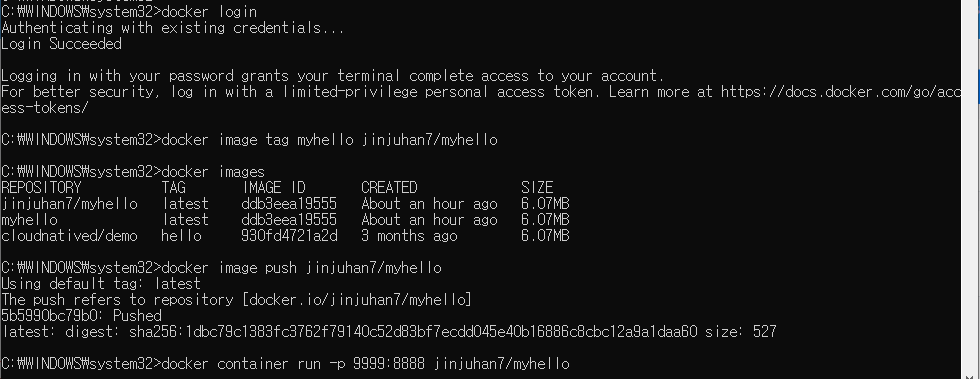 C:₩WINDOWS₩system32>docker login
Authenticating with existing credentials...
Login Succeeded
Logging in with your password grants your terminal complete access to your account.
For better security, log in with a limited-privilege personal access token. Learn more at https://docs.docker.com/go/acc
ess-tokens/
C:₩WINDOWS₩system32>docker image tag myhello jinjuhan7/myhello
C:₩WINDOWS₩system32>docker images
REPOSITORY TAG IMAGE ID CREATED SIZE
jinjuhan7/myhello latest ddb3eea19555 About an hour ago 6.07MB
myhello latest ddb3eea19555 About an hour ago 6.07MB
cloudnatived/demo hello 930fd4721a2d 3 months ago 6.07MB
C:₩WINDOWS₩system32>docker image push jinjuhan7/myhello
Using default tag: latest
The push refers to repository [docker.io/jinjuhan7/myhello]
5b5990bc79b0: Pushed
latest: digest: sha256:1dbc79c1383fc3762f79140c52d83bf7ecdd045e40b16886c8cbc12a9a1daa60 size: 527
C:₩WINDOWS₩system32>docker container run -p 9999:8888 jinjuhan7/myhello